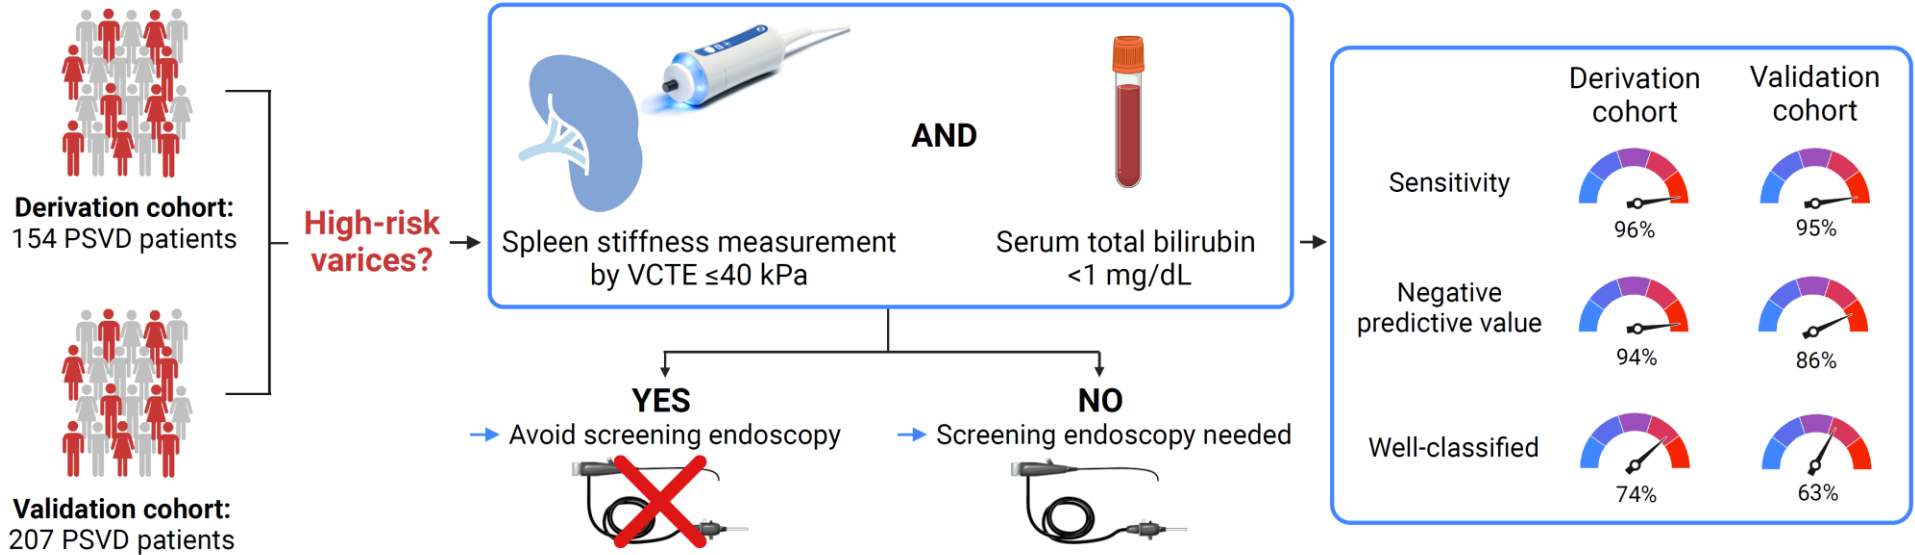 Derivation cohort:
154 PSVD patients
Validation cohort:
207 PSVD patients
High-risk
varices?
AND
Spleen stiffness measurement
by VCTE ≤40 kPa
Serum total bilirubin
<1 mg/dL
YES
Avoid screening endoscopy
NO
Screening endoscopy needed
Derivation
cohort
Validation
cohort
Sensitivity
96%
95%
Negative
predictive value
94%
86%
Well-classified
74%
63%